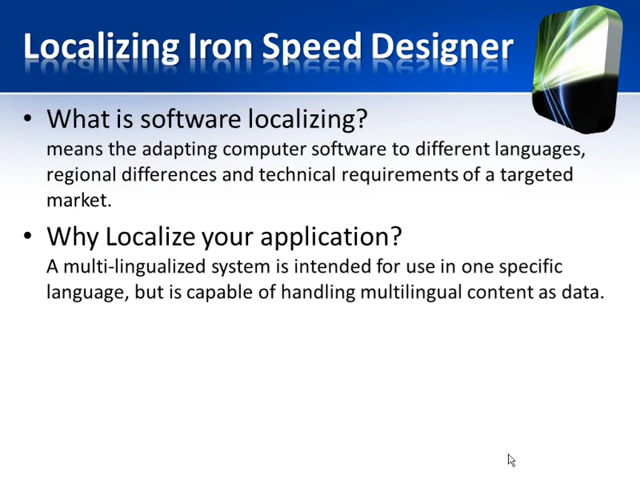 Localizing Iron Speed Designer
• What is software localizing?
means the adapting computer software to different languages,
regional differences and technical requirements of a targeted
market.
• Why Localize your application?
A multi-lingualized system is intended for use in one specific
language, but is capable of handling multilingual content as data.